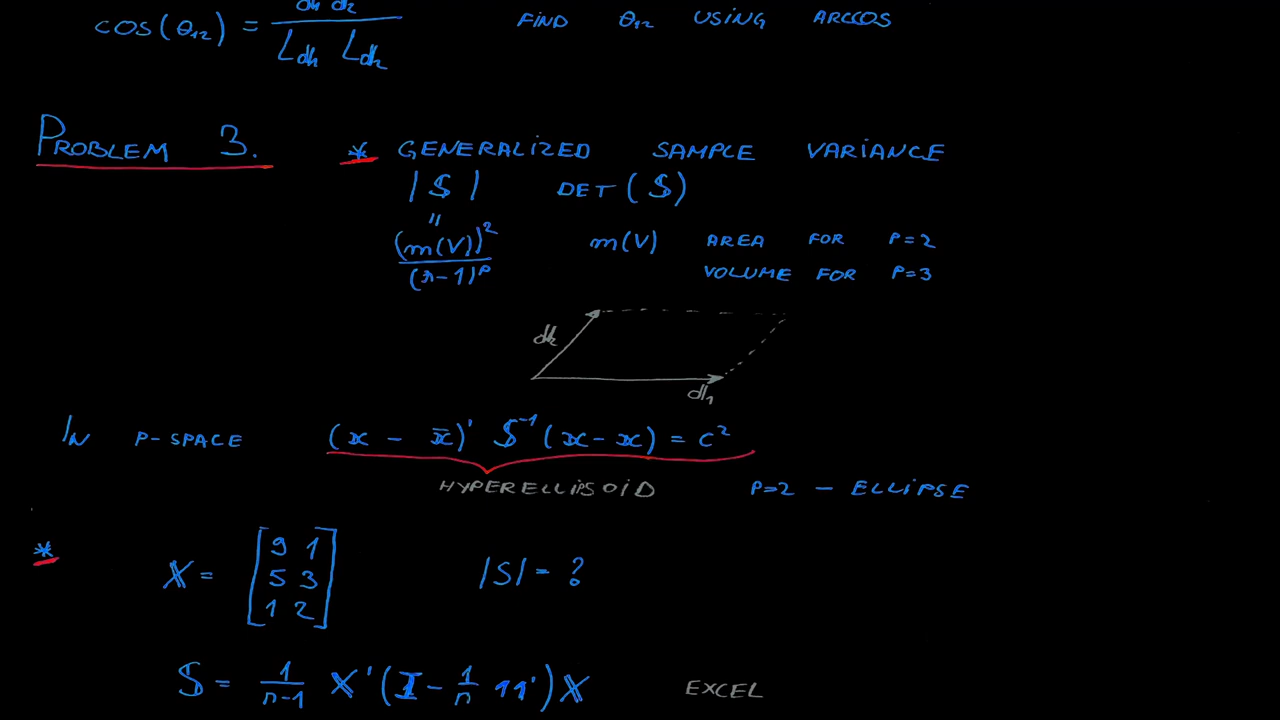 cos(θ₁₂) = d₁'d₂ / L_d₁ L_d₂ FIND θ₁₂ USING ARCCOS
PROBLEM 3. * GENERALIZED SAMPLE VARIANCE
|S| DET(S)
"
(m(V))² / (n-1)ᵖ m(V) AREA FOR P=2
VOLUME FOR P=3
d₂
d₁
IN P-SPACE (x - x̄)' S⁻¹ (x - x) = c²
HYPERELLIPSOID P=2 - ELLIPSE
* X = [9 1
5 3
1 2] |S| = ?
S = 1/(n-1) X' (I - 1/n 11') X EXCEL